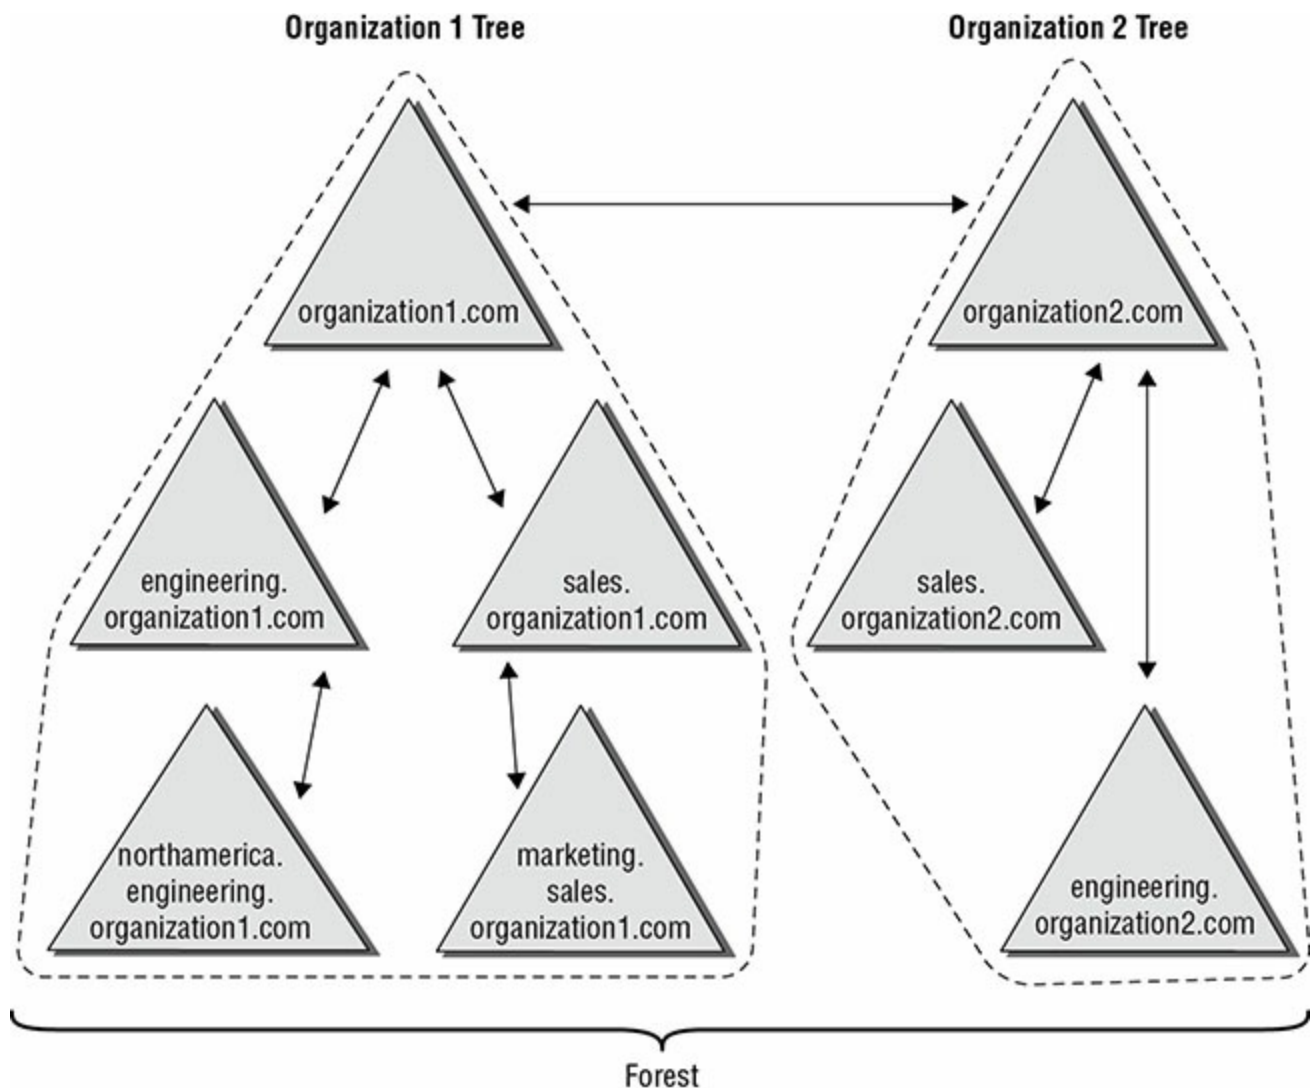 Organization 1 Tree
Organization 2 Tree
organization1.com
organization2.com
engineering.
organization1.com
sales.
organization1.com
sales.
organization2.com
northamerica.
engineering.
organization1.com
marketing.
sales.
organization1.com
engineering.
organization2.com
Forest